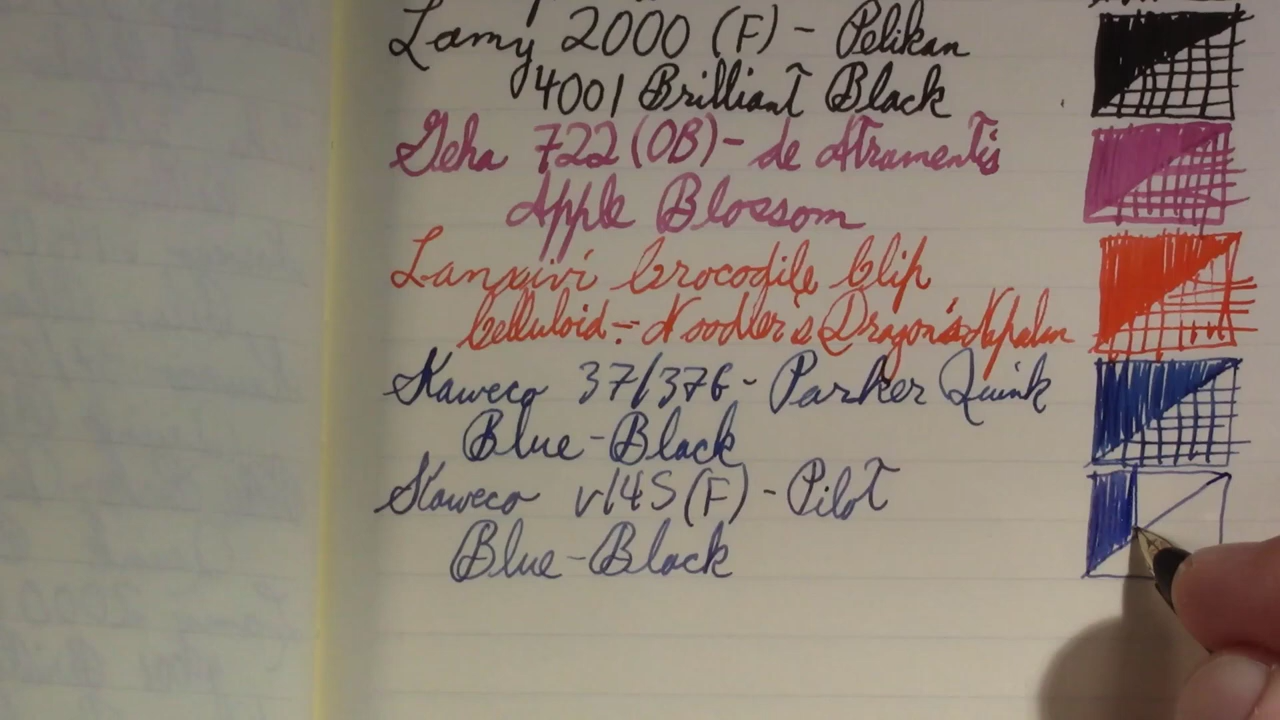 Lamy 2000 (F) - Pelikan
4001 Brilliant Black
Geha 722 (OB) - de Atramentis
Apple Blossom
Lanxivi Crocodile Clip
Celluloid - Noodler's Dragon's Napalm
Kaweco 37/376 - Parker Quink
Blue-Black
Kaweco v14S (F) - Pilot
Blue-Black